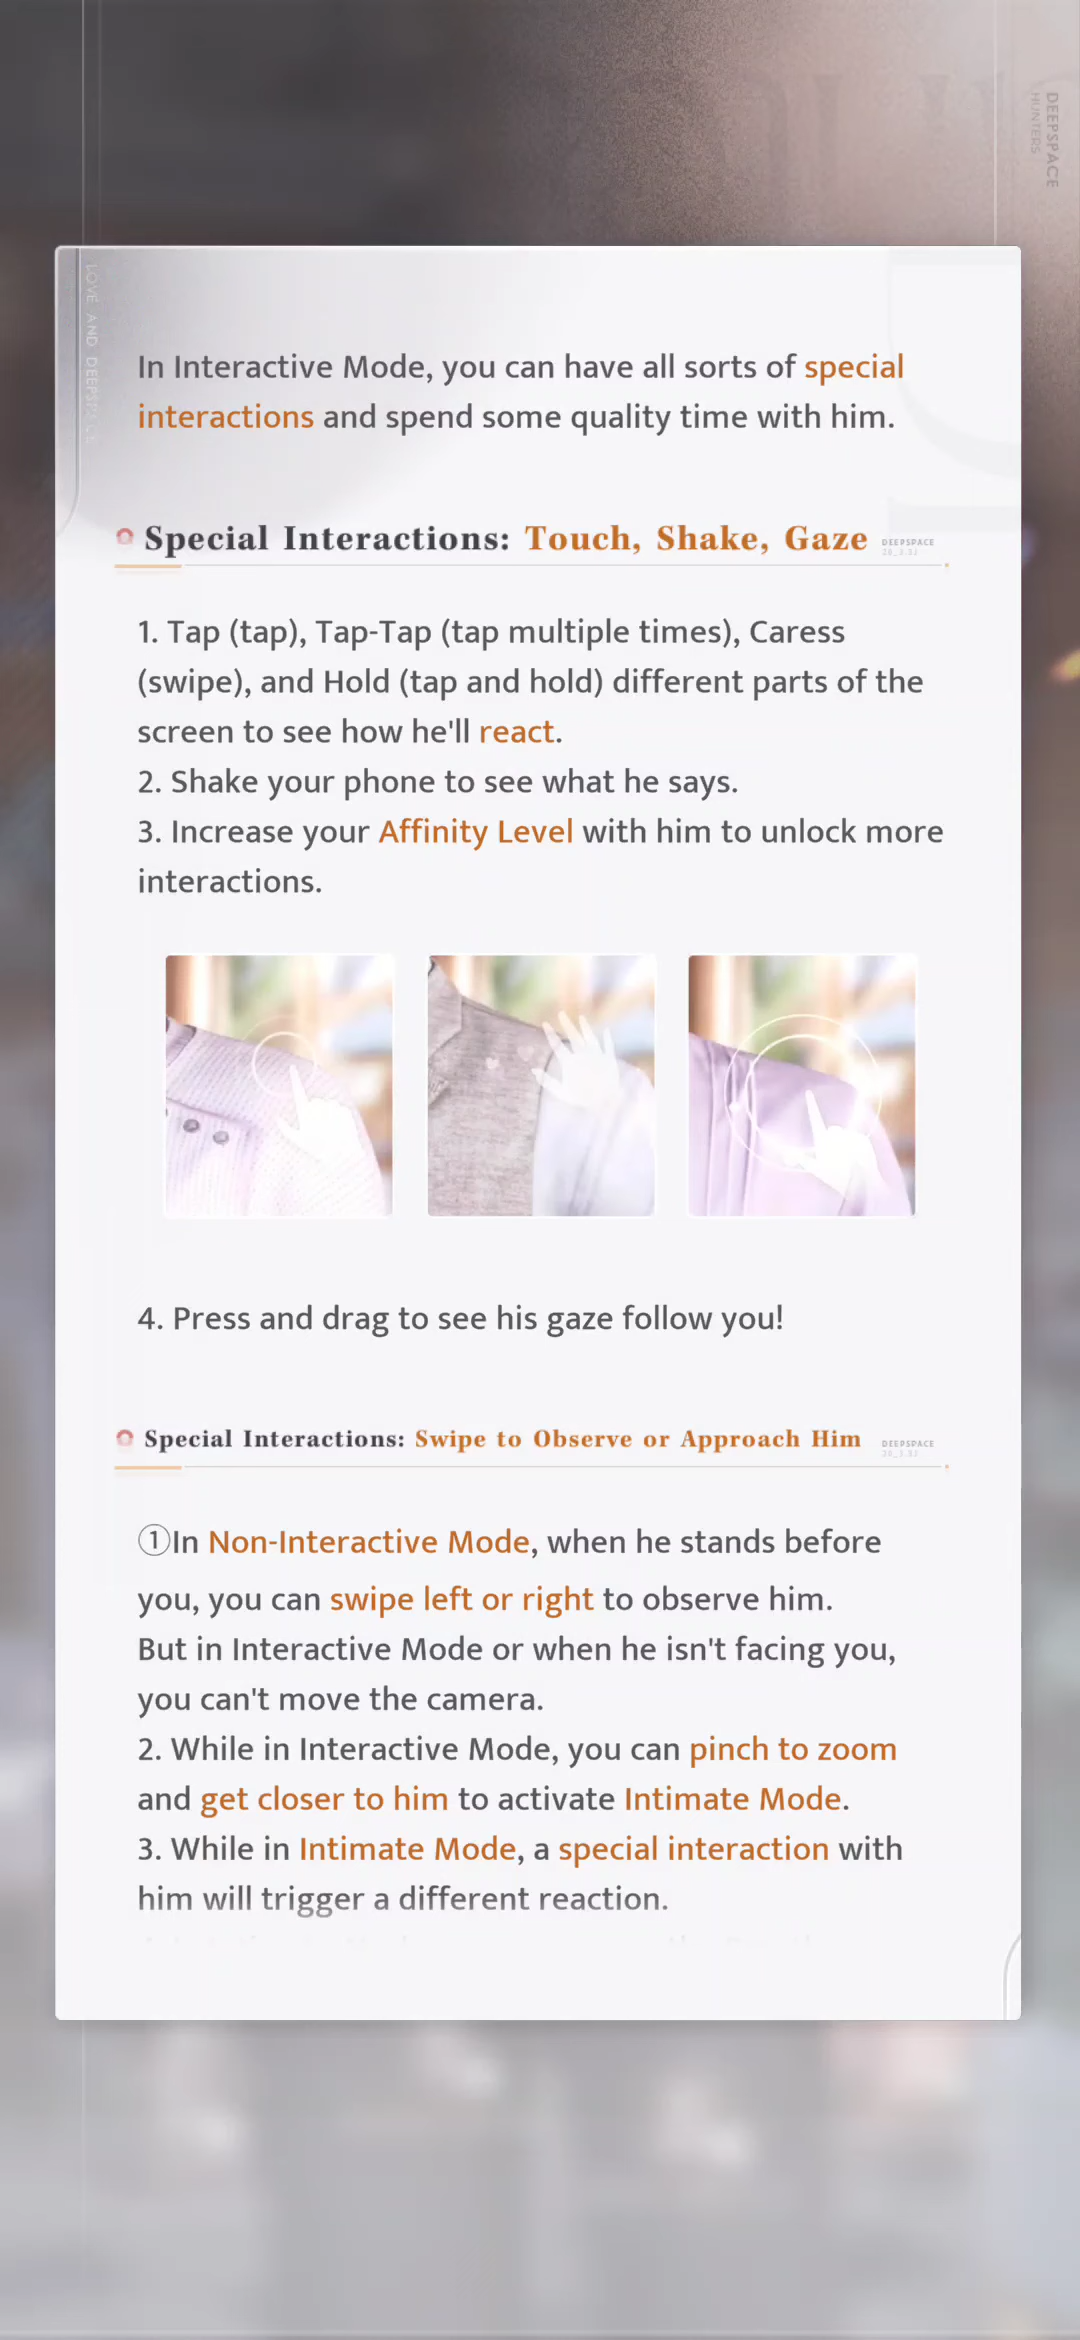 DEEPSPACE
HUNTERS
LOVE AND DEEPSPACE
In Interactive Mode, you can have all sorts of special
interactions and spend some quality time with him.
Special Interactions: Touch, Shake, Gaze
DEEPSPACE
1. Tap (tap), Tap-Tap (tap multiple times), Caress
(swipe), and Hold (tap and hold) different parts of the
screen to see how he'll react.
2. Shake your phone to see what he says.
3. Increase your Affinity Level with him to unlock more
interactions.
4. Press and drag to see his gaze follow you!
Special Interactions: Swipe to Observe or Approach Him
DEEPSPACE
①In Non-Interactive Mode, when he stands before
you, you can swipe left or right to observe him.
But in Interactive Mode or when he isn't facing you,
you can't move the camera.
2. While in Interactive Mode, you can pinch to zoom
and get closer to him to activate Intimate Mode.
3. While in Intimate Mode, a special interaction with
him will trigger a different reaction.